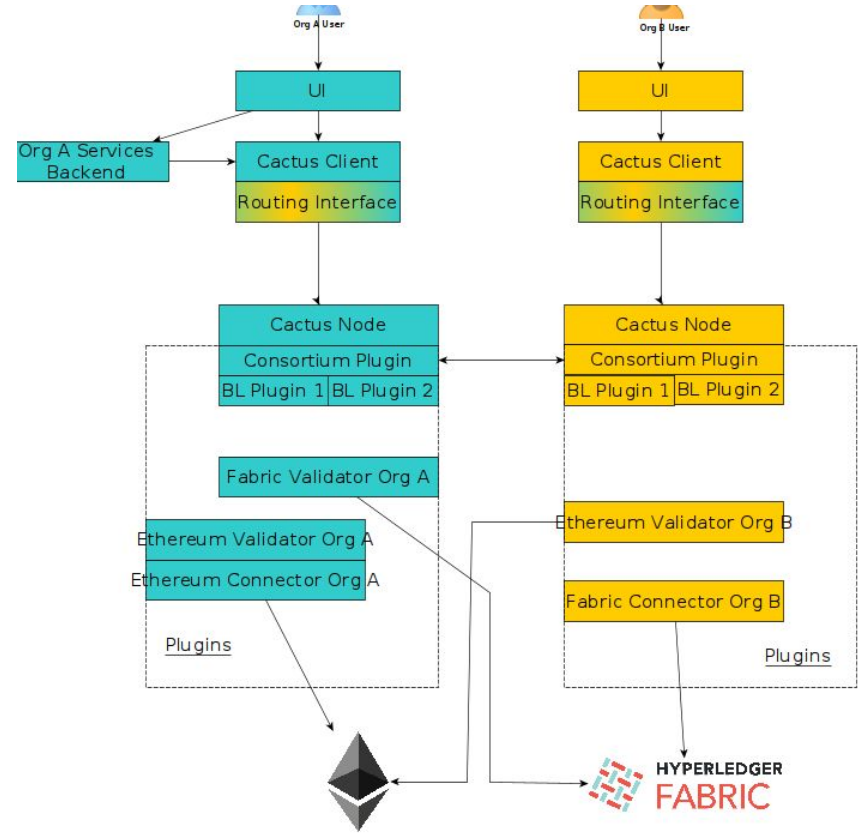 Org A User
Org B User
UI
UI
Org A Services
Backend
Cactus Client
Cactus Client
Routing Interface
Routing Interface
Cactus Node
Cactus Node
Consortium Plugin
Consortium Plugin
BL Plugin 1
BL Plugin 2
BL Plugin 1
BL Plugin 2
Fabric Validator Org A
Ethereum Validator Org A
Ethereum Validator Org B
Ethereum Connector Org A
Fabric Connector Org B
Plugins
Plugins
HYPERLEDGER
FABRIC